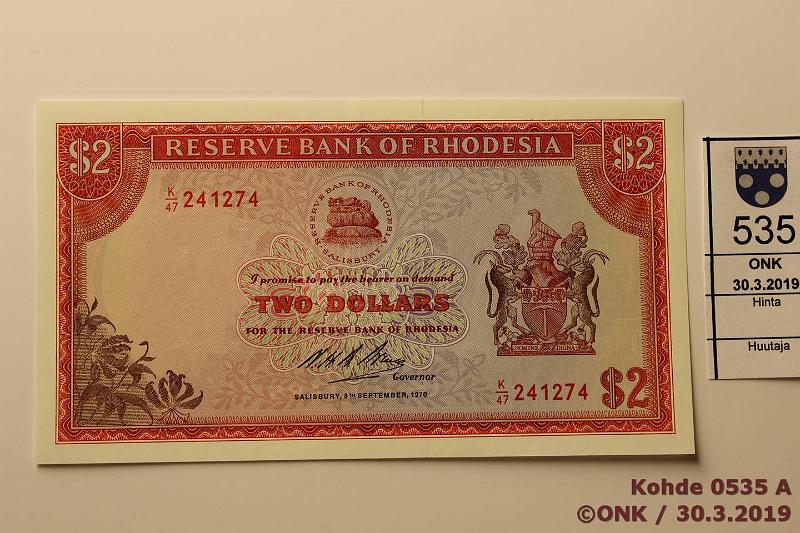 $2
RESERVE BANK OF RHODESIA
$2
K/47 241274
RESERVE BANK OF RHODESIA
SALISBURY
I promise to pay the bearer on demand
TWO DOLLARS
FOR THE RESERVE BANK OF RHODESIA
Governor
SALISBURY, 8TH SEPTEMBER, 1970
K/47 241274
$2
535
ONK
30.3.2019
Hinta
Huutaja
Kohde 0535 A
©ONK / 30.3.2019